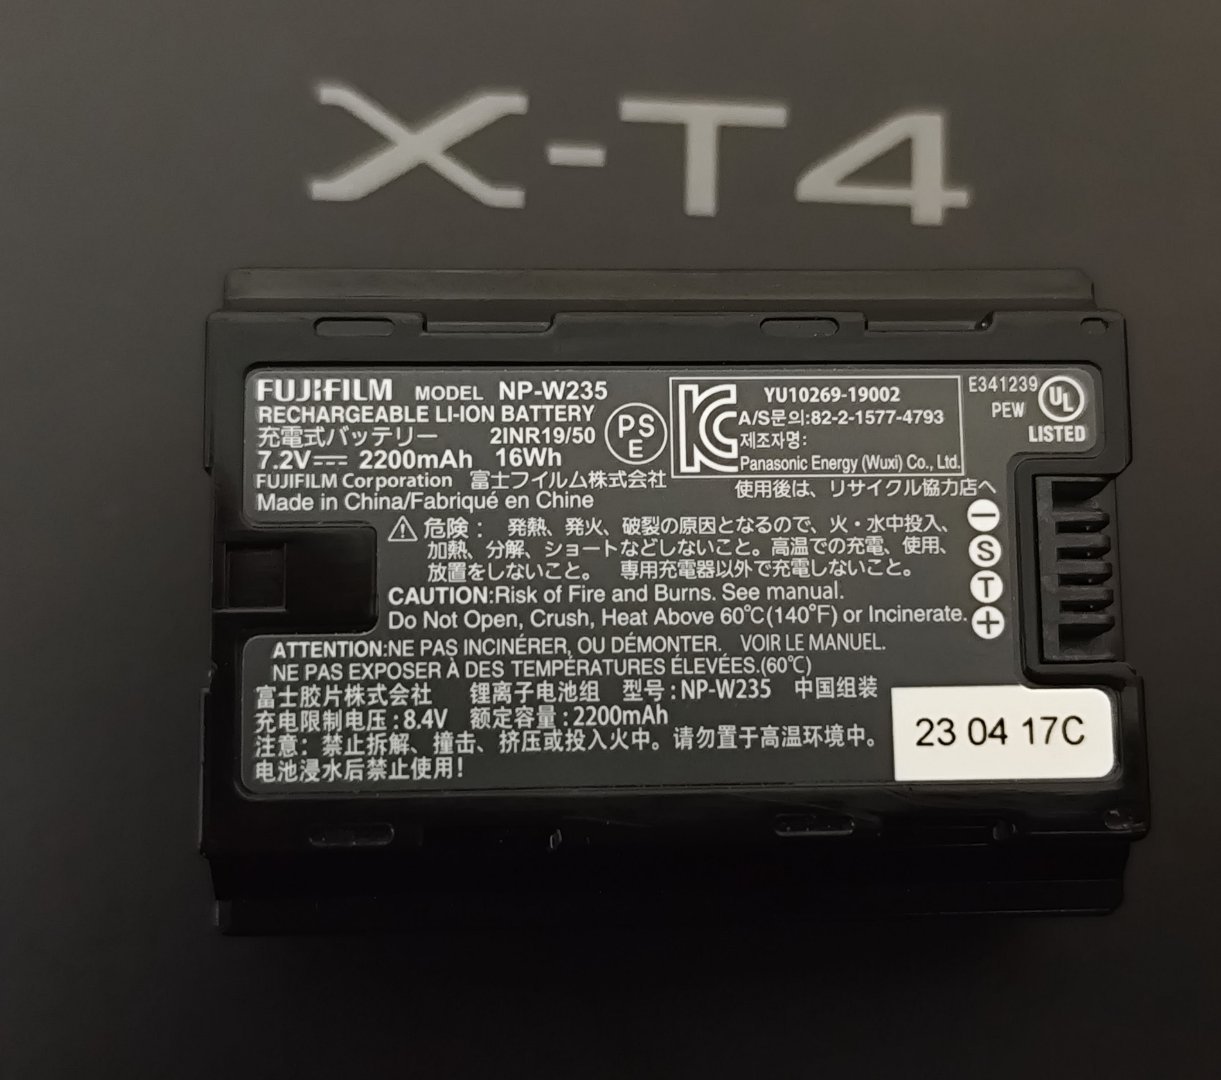 X-T4
FUJIFILM MODEL NP-W235
RECHARGEABLE LI-ION BATTERY
充電式バッテリー 2INR19/50
7.2V⎓ 2200mAh 16Wh
FUJIFILM Corporation 富士フイルム株式会社
Made in China/Fabriqué en Chine
PS
E
KC
YU10269-19002
A/S문의:82-2-1577-4793
제조자명:
Panasonic Energy (Wuxi) Co., Ltd.
E341239
PEW
UL
LISTED
使用後は、リサイクル協力店へ
⚠危険： 発熱、発火、破裂の原因となるので、火・水中投入、
加熱、分解、ショートなどしないこと。高温での充電、使用、
放置をしないこと。 専用充電器以外で充電しないこと。
CAUTION:Risk of Fire and Burns. See manual.
Do Not Open, Crush, Heat Above 60℃(140°F) or Incinerate.
−
S
T
+
ATTENTION:NE PAS INCINÉRER, OU DÉMONTER. VOIR LE MANUEL.
NE PAS EXPOSER À DES TEMPÉRATURES ÉLEVÉES.(60℃)
富士胶片株式会社 锂离子电池组 型号:NP-W235 中国组装
充电限制电压:8.4V 额定容量:2200mAh
注意：禁止拆解、撞击、挤压或投入火中。请勿置于高温环境中。
电池浸水后禁止使用!
23 04 17C